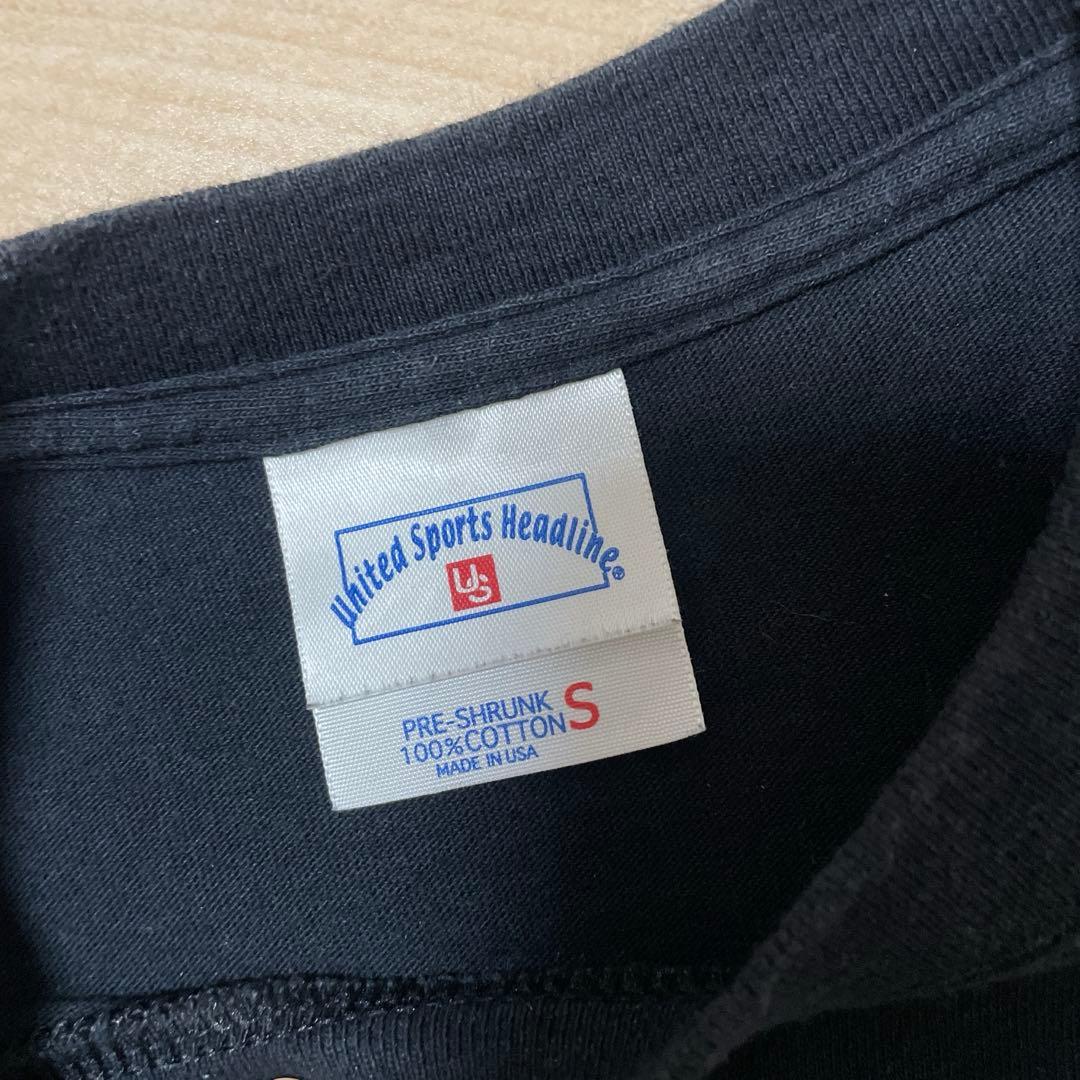 United Sports Headline®
US
PRE-SHRUNK S
100%COTTON
MADE IN USA